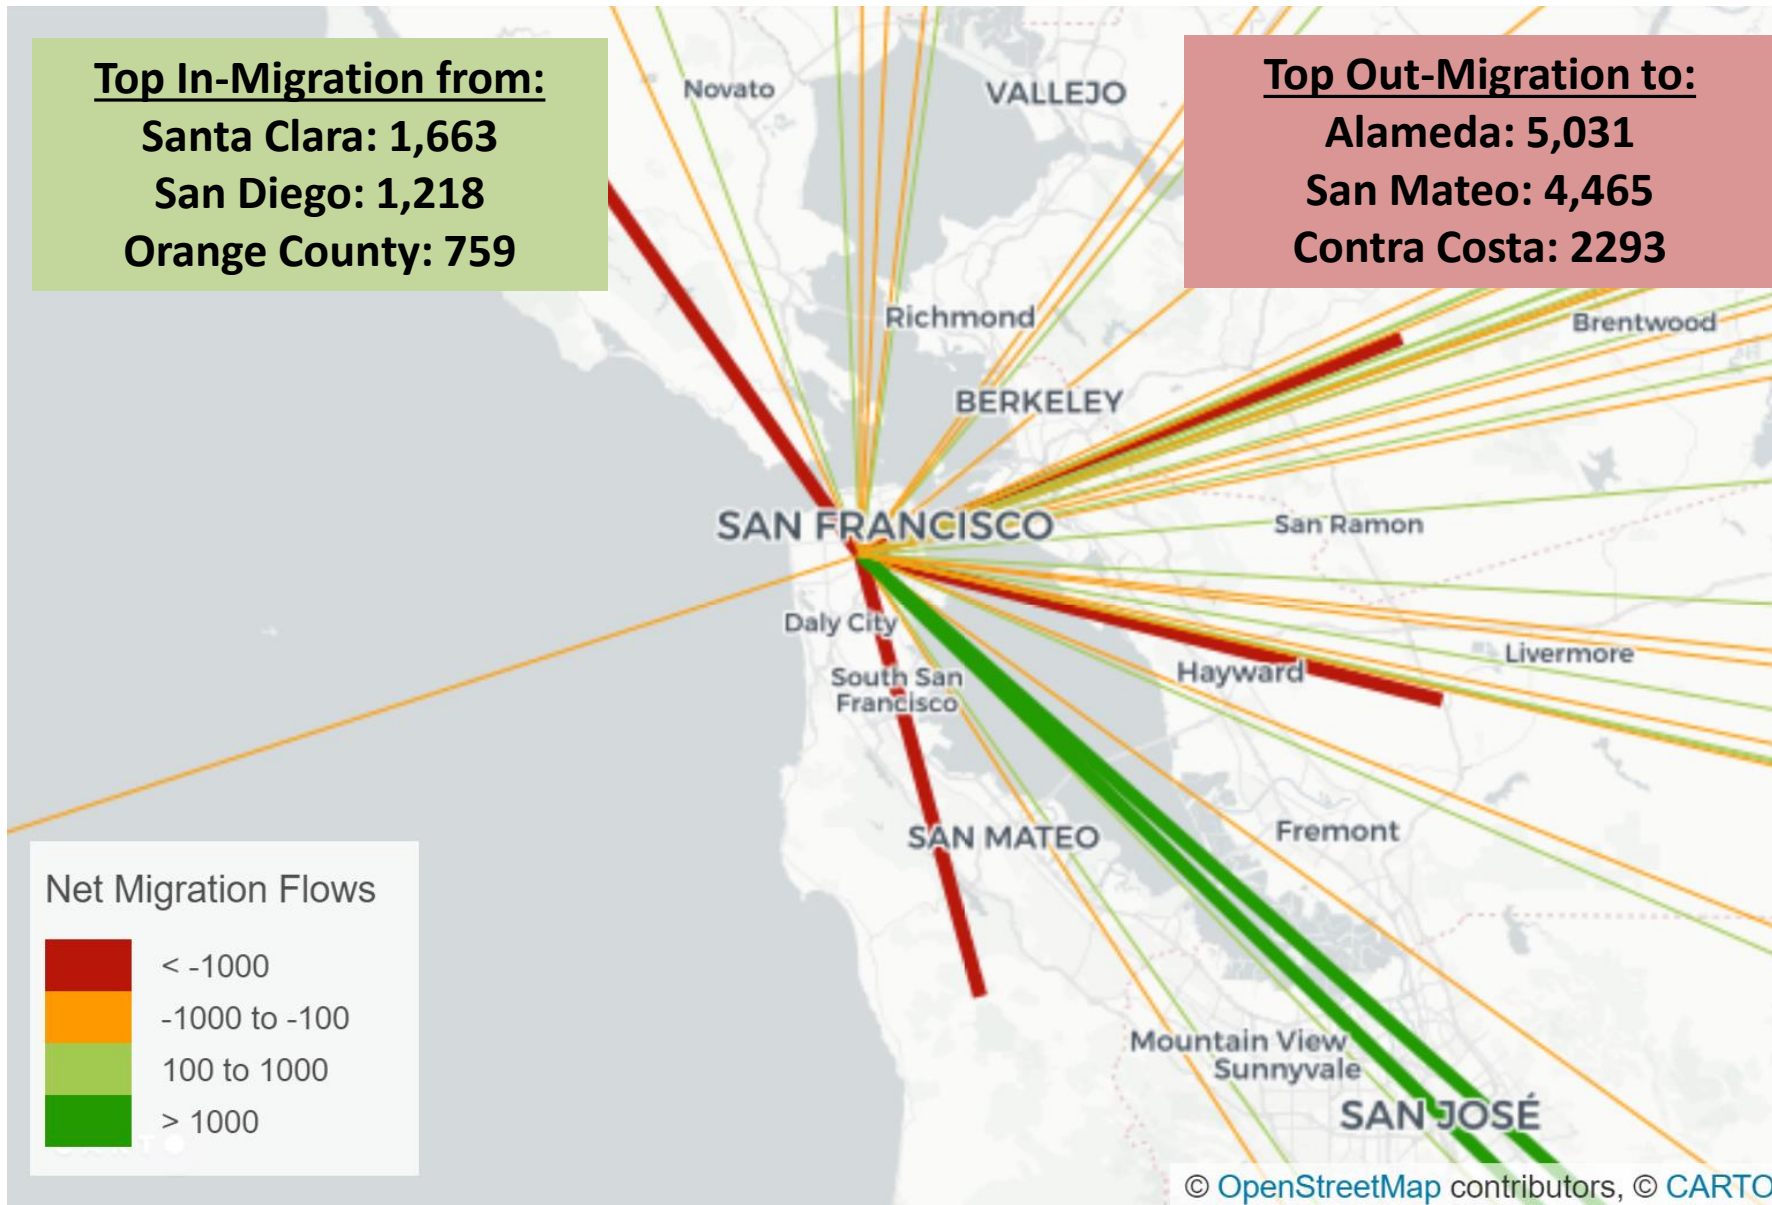 Top In-Migration from:
Santa Clara: 1,663
San Diego: 1,218
Orange County: 759
Top Out-Migration to:
Alameda: 5,031
San Mateo: 4,465
Contra Costa: 2293
Novato
VALLEJO
Richmond
Brentwood
BERKELEY
SAN FRANCISCO
San Ramon
Daly City
South San
Francisco
Hayward
Livermore
SAN MATEO
Fremont
Mountain View
Sunnyvale
SAN JOSÉ
Net Migration Flows
< -1000
-1000 to -100
100 to 1000
> 1000
© OpenStreetMap contributors, © CARTO